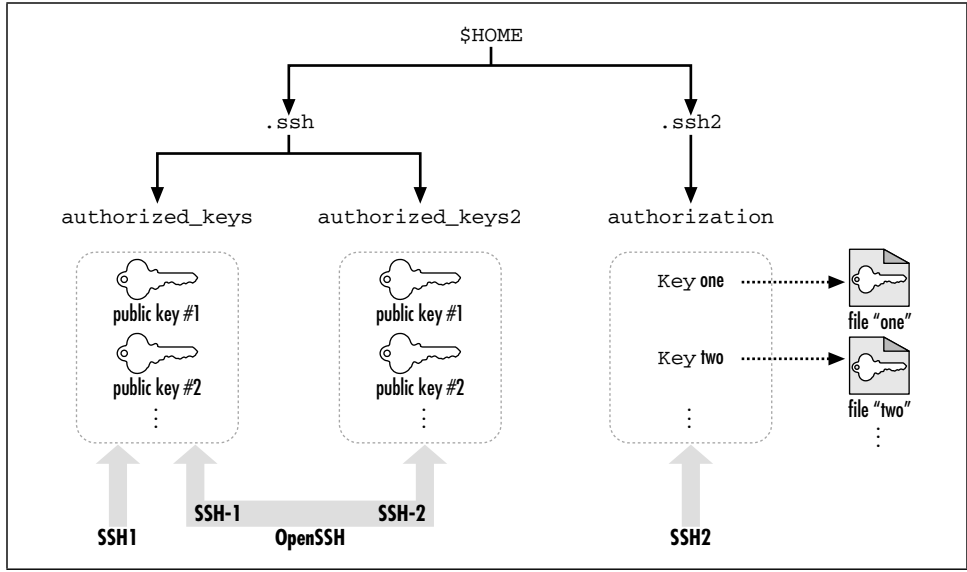 $HOME
.ssh
.ssh2
authorized_keys
authorized_keys2
authorization
public key #1
public key #2
⋮
public key #1
public key #2
⋮
Key one
Key two
⋮
file “one”
file “two”
⋮
SSH1
SSH-1
OpenSSH
SSH-2
SSH2